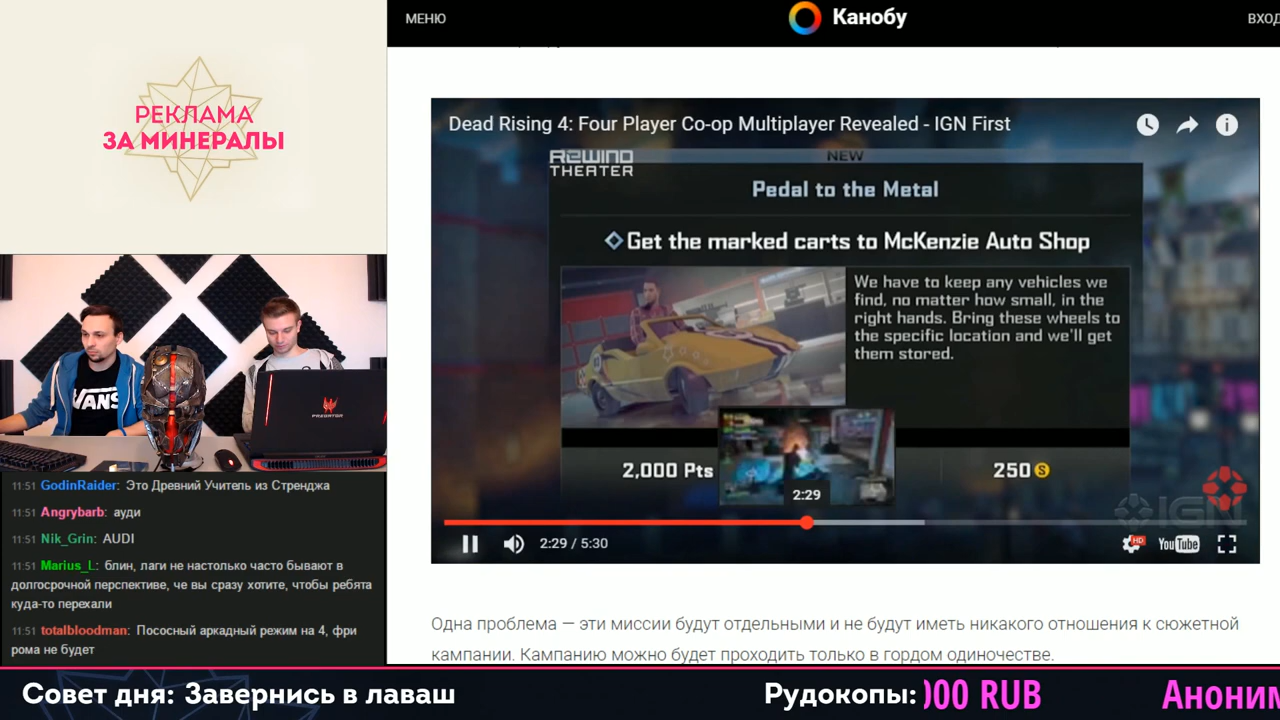 МЕНЮ
Канобу
ВХОД
РЕКЛАМА
ЗА МИНЕРАЛЫ
Dead Rising 4: Four Player Co-op Multiplayer Revealed - IGN First
REWIND
THEATER
NEW
Pedal to the Metal
Get the marked carts to McKenzie Auto Shop
We have to keep any vehicles we
find, no matter how small, in the
right hands. Bring these wheels to
the specific location and we'll get
them stored.
2,000 Pts
250 S
2:29
IGN
2:29 / 5:30
HD
YouTube
VANS
PREDATOR
11:51 GodinRaider: Это Древний Учитель из Стренджа
11:51 Angrybarb: ауди
11:51 Nik_Grin: AUDI
11:51 Marius_L: блин, лаги не настолько часто бывают в
долгосрочной перспективе, че вы сразу хотите, чтобы ребята
куда-то перехали
11:51 totalbloodman: Пососный аркадный режим на 4, фри
рома не будет
Одна проблема — эти миссии будут отдельными и не будут иметь никакого отношения к сюжетной
кампании. Кампанию можно будет проходить только в гордом одиночестве.
Совет дня: Завернись в лаваш
Рудокопы: 000 RUB
Аноним